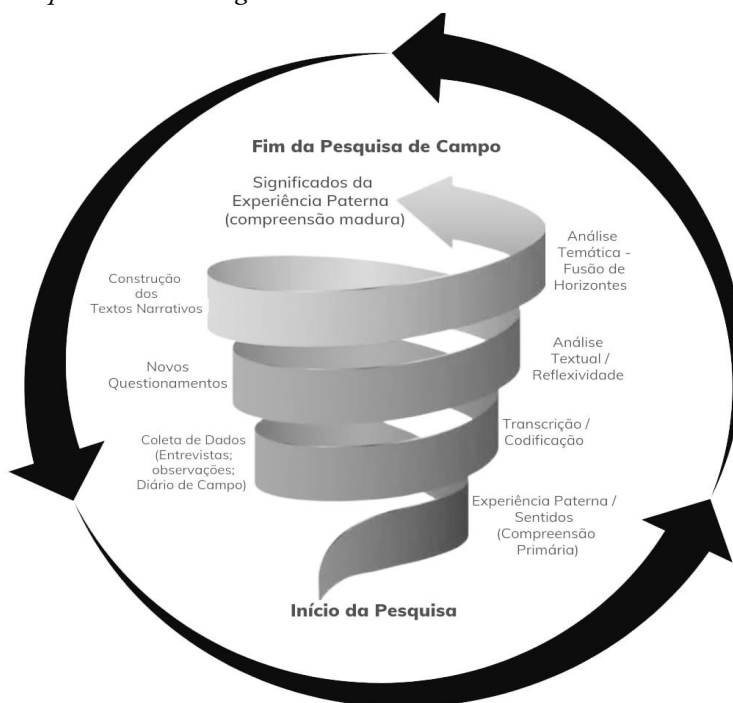 Fim da Pesquisa de Campo
Significados da
Experiência Paterna
(compreensão madura)
Análise
Temática -
Fusão de
Horizontes
Construção
dos
Textos Narrativos
Análise
Textual /
Reflexividade
Novos
Questionamentos
Transcrição /
Codificação
Coleta de Dados
(Entrevistas;
observações;
Diário de Campo)
Experiência Paterna /
Sentidos
(Compreensão
Primária)
Início da Pesquisa